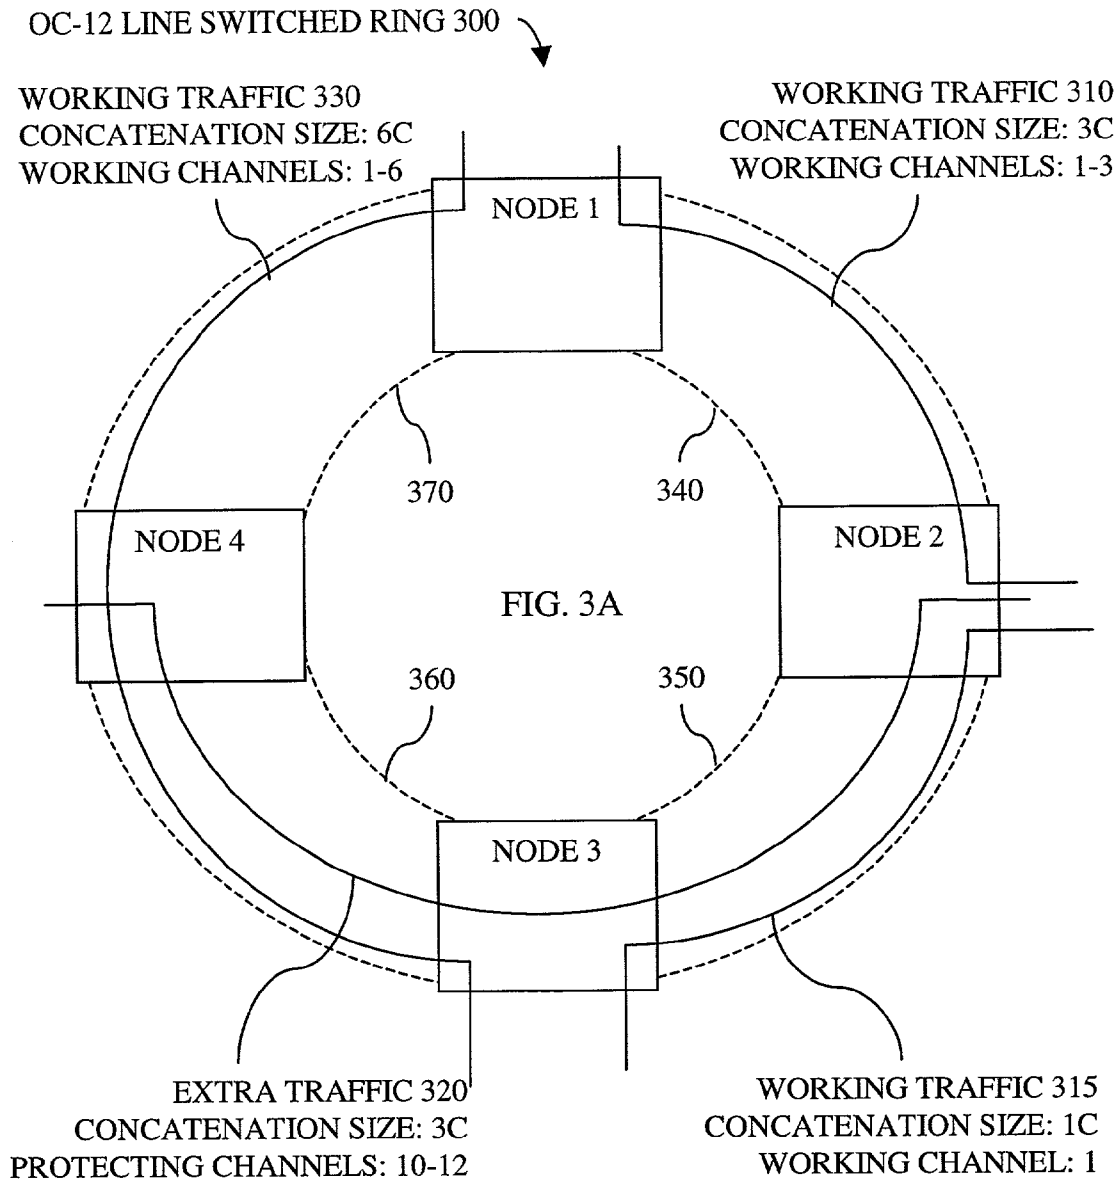 OC-12 LINE SWITCHED RING 300
WORKING TRAFFIC 330
CONCATENATION SIZE: 6C
WORKING CHANNELS: 1-6
WORKING TRAFFIC 310
CONCATENATION SIZE: 3C
WORKING CHANNELS: 1-3
NODE 1
370
340
NODE 4
NODE 2
FIG. 3A
360
350
NODE 3
EXTRA TRAFFIC 320
CONCATENATION SIZE: 3C
PROTECTING CHANNELS: 10-12
WORKING TRAFFIC 315
CONCATENATION SIZE: 1C
WORKING CHANNEL: 1